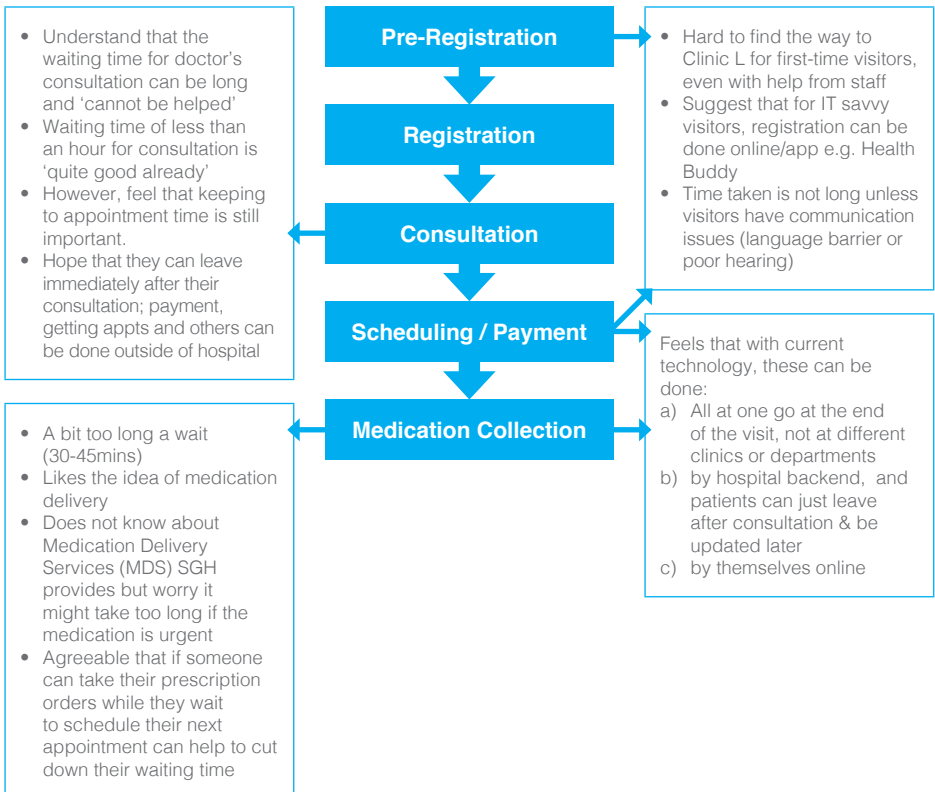 Pre-Registration
Registration
Consultation
Scheduling / Payment
Medication Collection
• Understand that the
waiting time for doctor's
consultation can be long
and 'cannot be helped'
• Waiting time of less than
an hour for consultation is
'quite good already'
• However, feel that keeping
to appointment time is still
important.
• Hope that they can leave
immediately after their
consultation; payment,
getting appts and others can
be done outside of hospital
• Hard to find the way to
Clinic L for first-time visitors,
even with help from staff
• Suggest that for IT savvy
visitors, registration can be
done online/app e.g. Health
Buddy
• Time taken is not long unless
visitors have communication
issues (language barrier or
poor hearing)
• A bit too long a wait
(30-45mins)
• Likes the idea of medication
delivery
• Does not know about
Medication Delivery
Services (MDS) SGH
provides but worry it
might take too long if the
medication is urgent
• Agreeable that if someone
can take their prescription
orders while they wait
to schedule their next
appointment can help to cut
down their waiting time
Feels that with current
technology, these can be
done:
a) All at one go at the end
of the visit, not at different
clinics or departments
b) by hospital backend, and
patients can just leave
after consultation & be
updated later
c) by themselves online